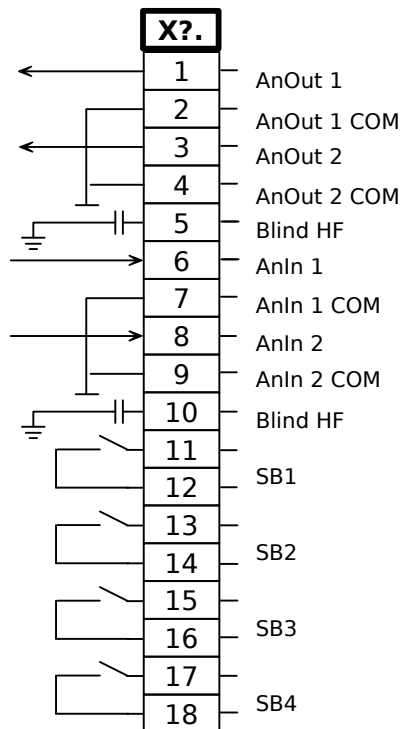 X?.
1 AnOut 1
2 AnOut 1 COM
3 AnOut 2
4 AnOut 2 COM
5 Blind HF
6 AnIn 1
7 AnIn 1 COM
8 AnIn 2
9 AnIn 2 COM
10 Blind HF
11
12 SB1
13
14 SB2
15
16 SB3
17
18 SB4